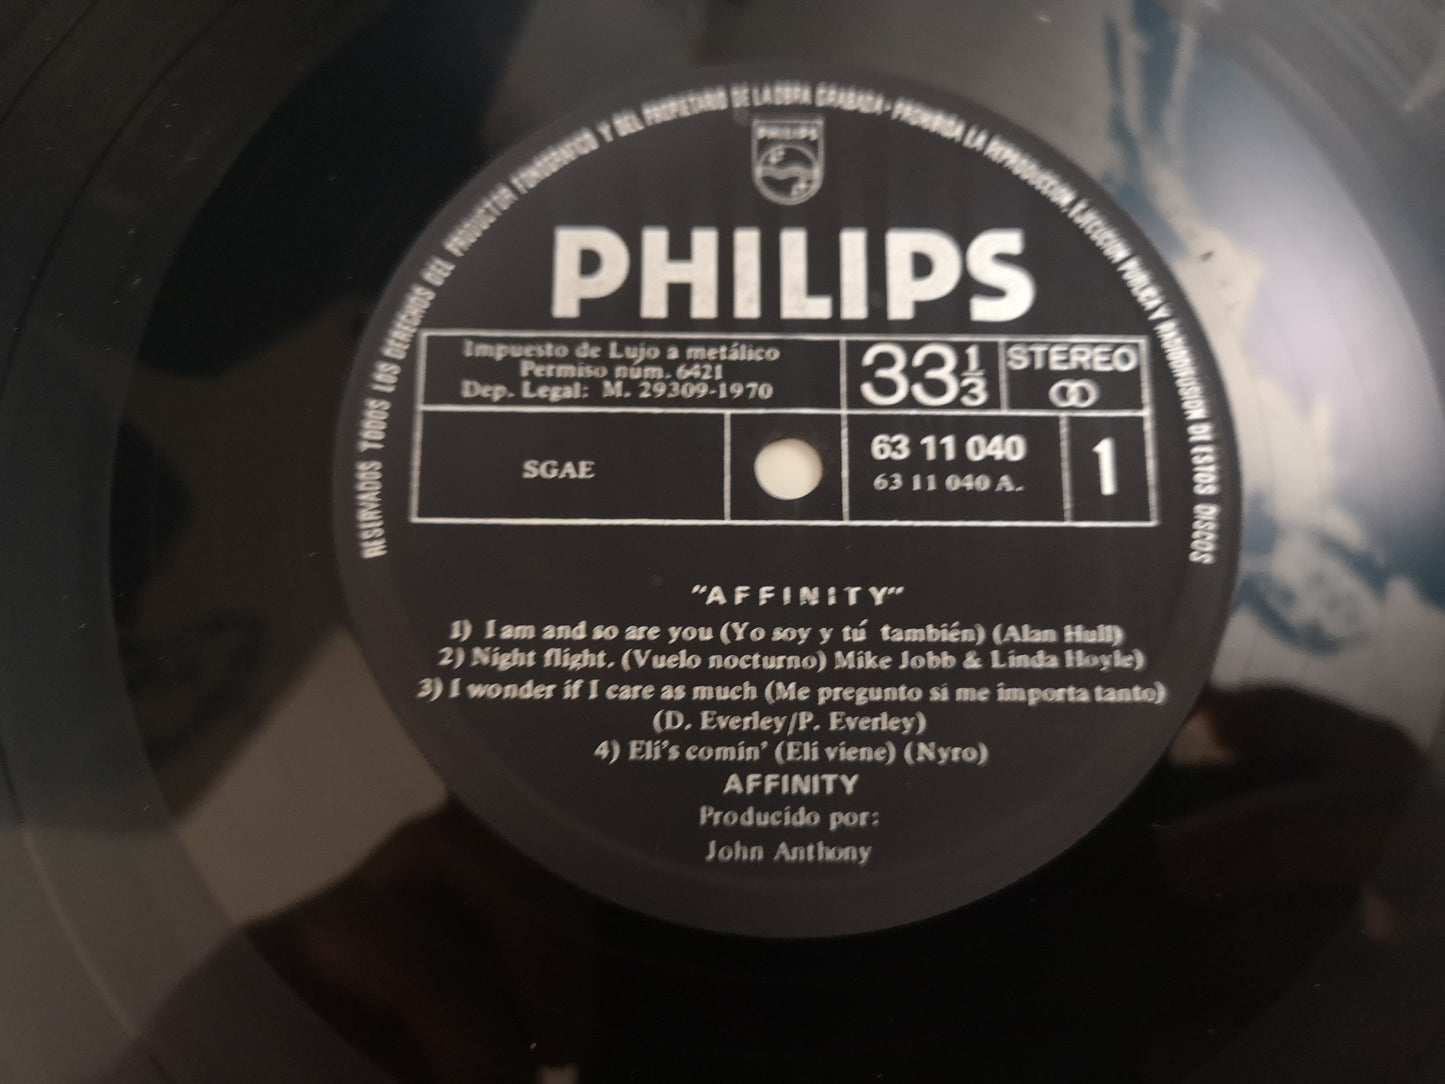 RESERVADOS TODOS LOS DERECHOS DEL PRODUCTOR FONOGRAFICO Y DEL PROPIETARIO DE LA OBRA GRABADA - PROHIBIDA LA REPRODUCCION, EJECUCION PUBLICA Y RADIODIFUSION DE ESTOS DISCOS
PHILIPS
PHILIPS
Impuesto de Lujo a metálico
Permiso núm. 6421
Dep. Legal: M. 29309-1970
33 1/3
STEREO
SGAE
63 11 040
63 11 040 A.
1
"AFFINITY"
1) I am and so are you (Yo soy y tú también) (Alan Hull)
2) Night flight. (Vuelo nocturno) Mike Jobb & Linda Hoyle)
3) I wonder if I care as much (Me pregunto si me importa tanto)
(D. Everley/P. Everley)
4) Eli's comin' (Eli viene) (Nyro)
AFFINITY
Producido por:
John Anthony